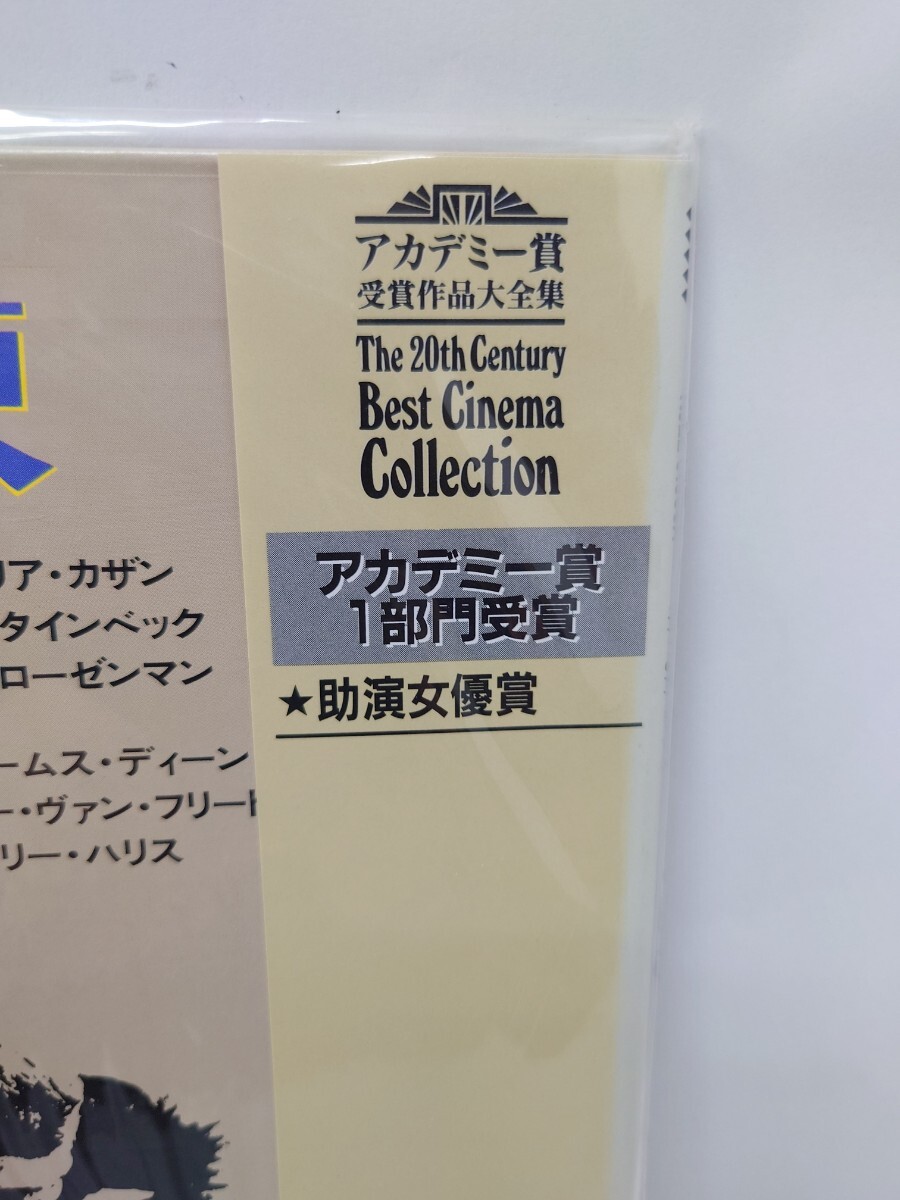 アカデミー賞
受賞作品大全集
The 20th Century
Best Cinema
Collection
アカデミー賞
1部門受賞
★助演女優賞
東
リア・カザン
タインベック
ローゼンマン
ームス・ディーン
ー・ヴァン・フリート
リー・ハリス